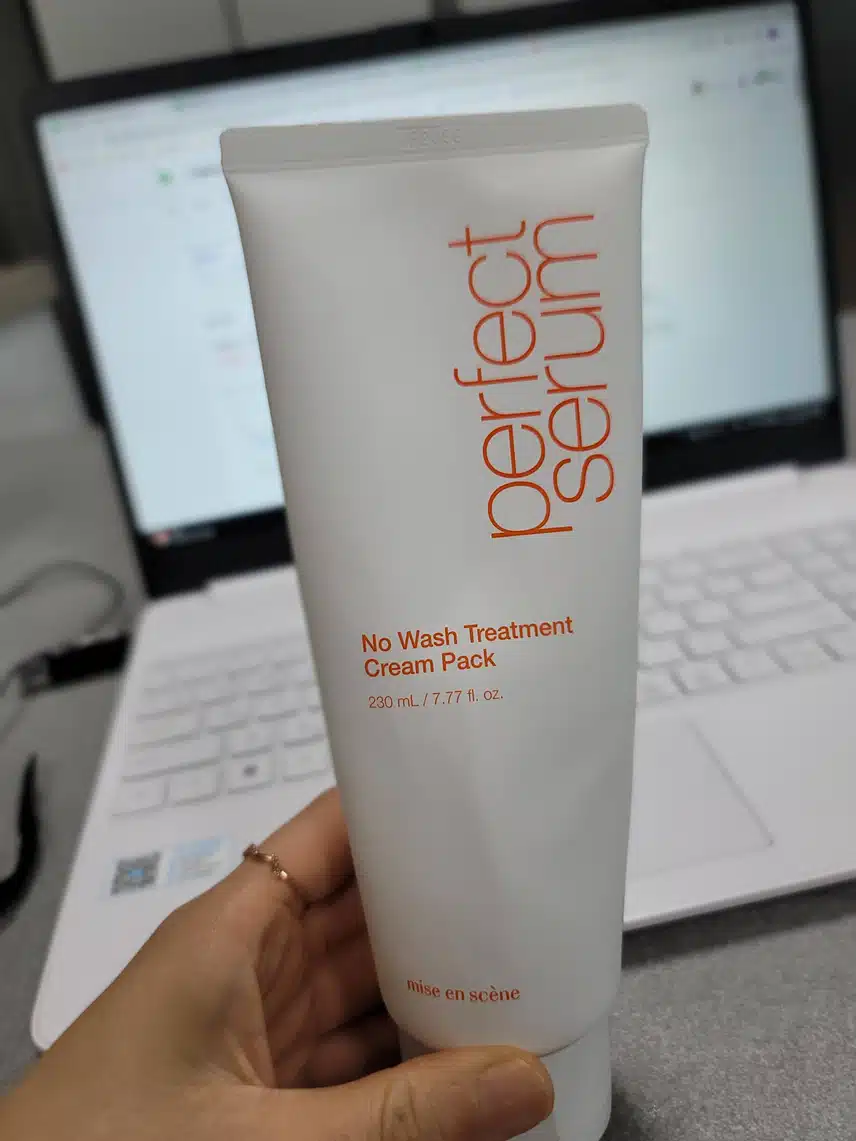 perfect
serum
No Wash Treatment
Cream Pack
230 mL / 7.77 fl. oz.
mise en scène